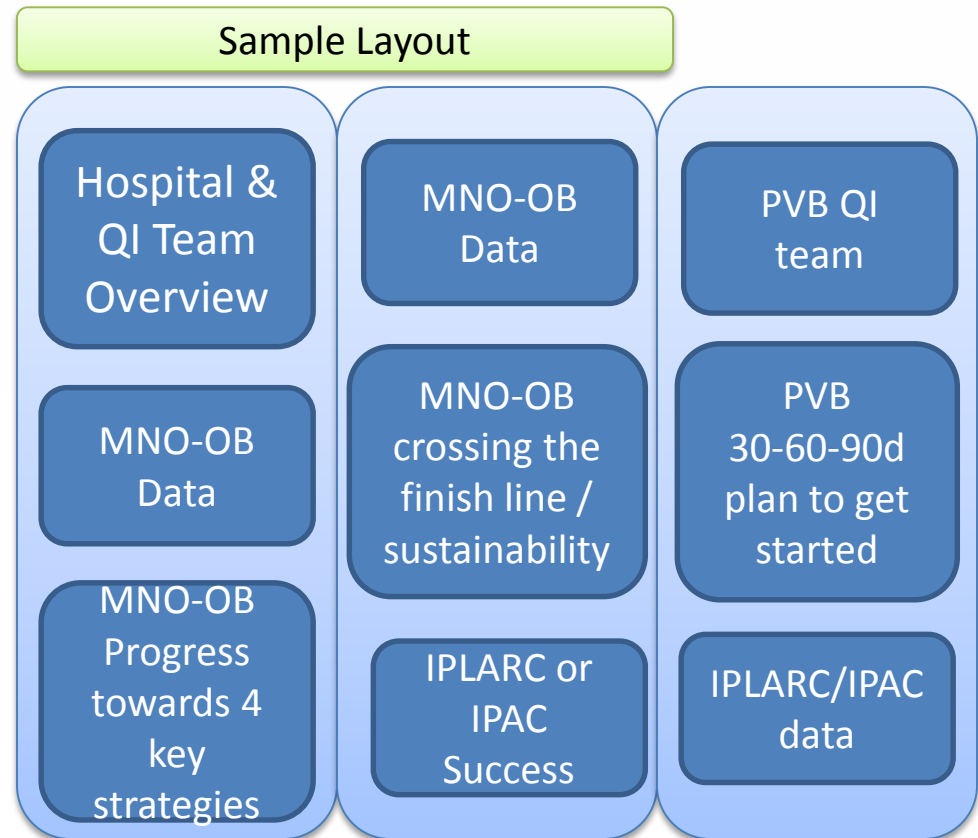 Sample Layout
Hospital &
QI Team
Overview
MNO-OB
Data
MNO-OB
Progress
towards 4
key
strategies
MNO-OB
Data
MNO-OB
crossing the
finish line /
sustainability
IPLARC or
IPAC
Success
PVB QI
team
PVB
30-60-90d
plan to get
started
IPLARC/IPAC
data